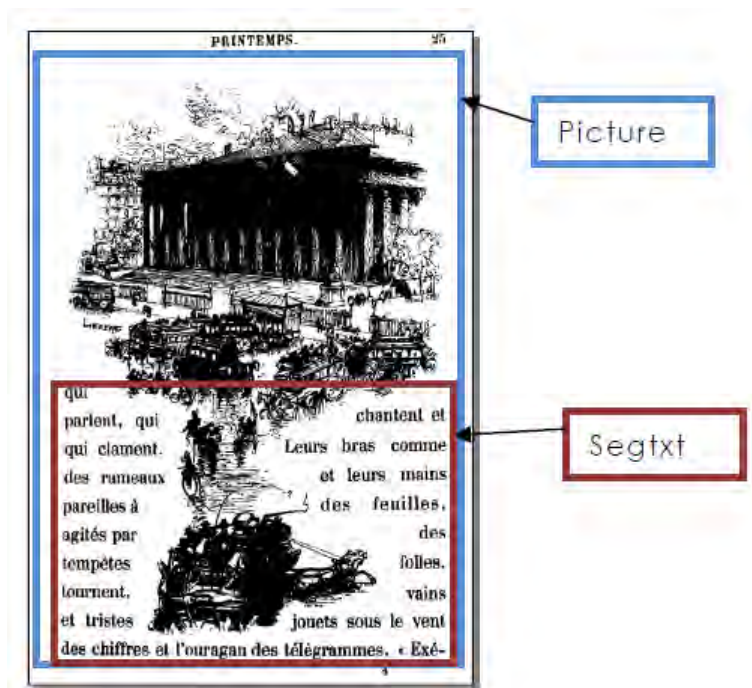 PRINTEMPS. 25
Picture
LEPERE
qui
parlent, qui chantent et
qui clament. Leurs bras comme
des rameaux et leurs mains
pareilles à des feuilles,
agités par des
tempêtes folles,
tournent, vains
et tristes jouets sous le vent
des chiffres et l'ouragan des télégrammes. « Exé-
4
Segtxt